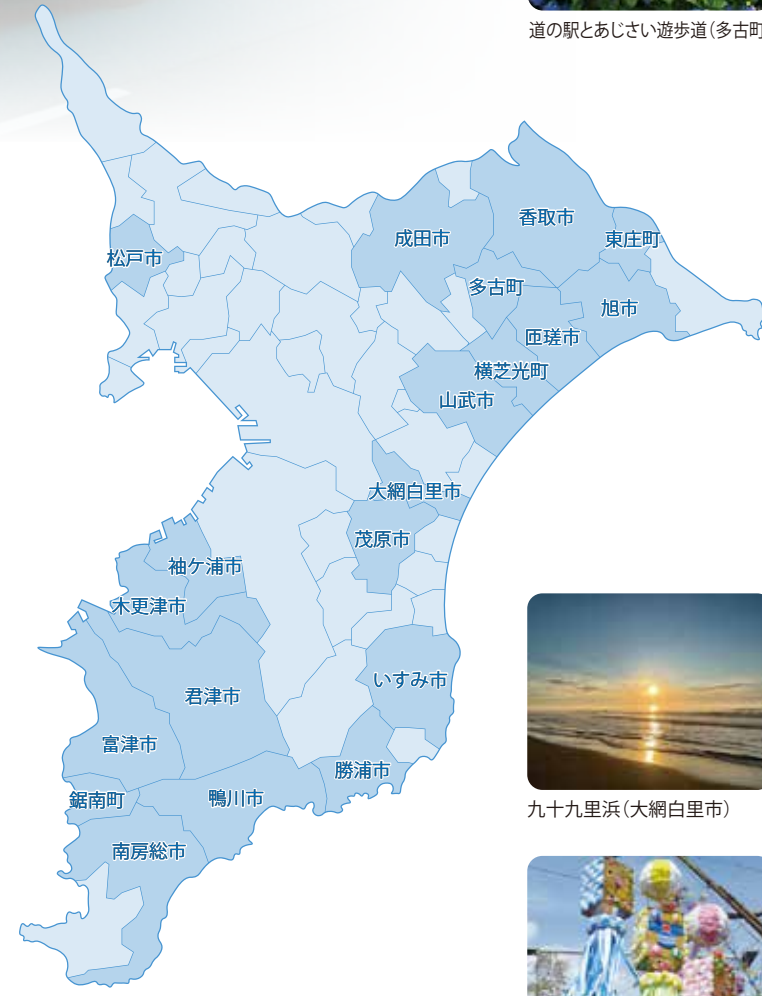 道の駅とあじさい遊歩道(多古町
香取市
成田市
東庄町
松戸市
多古町
旭市
匝瑳市
横芝光町
山武市
大網白里市
茂原市
袖ケ浦市
木更津市
いすみ市
君津市
富津市
勝浦市
鴨川市
鋸南町
九十九里浜(大網白里市)
南房総市